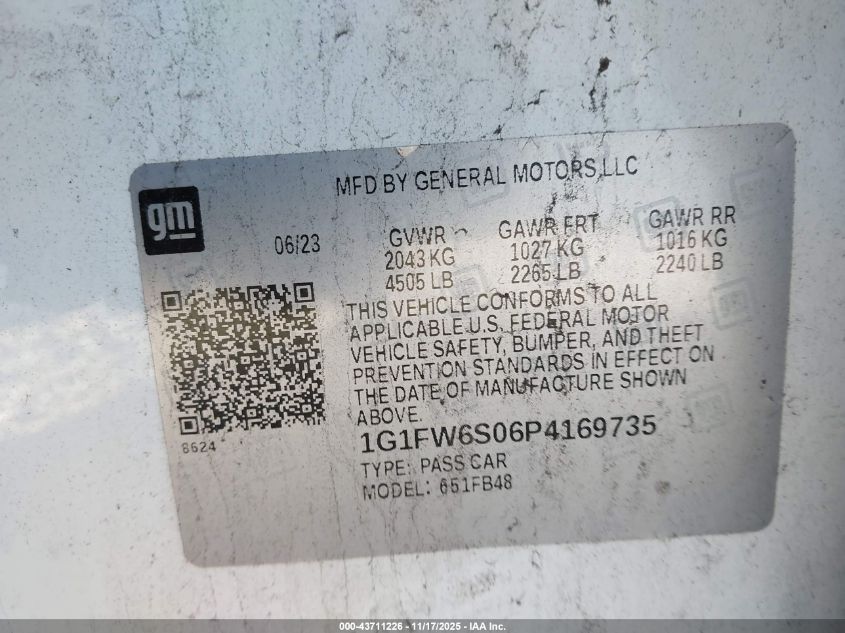 MFD BY GENERAL MOTORS LLC
gm
06/23
GVWR GAWR FRT GAWR RR
2043 KG 1027 KG 1016 KG
4505 LB 2265 LB 2240 LB
THIS VEHICLE CONFORMS TO ALL
APPLICABLE U.S. FEDERAL MOTOR
VEHICLE SAFETY, BUMPER, AND THEFT
PREVENTION STANDARDS IN EFFECT ON
THE DATE OF MANUFACTURE SHOWN
ABOVE.
8624
1G1FW6S06P4169735
TYPE: PASS CAR
MODEL: 651FB48
000-43711226 - 11/17/2025 - IAA Inc.